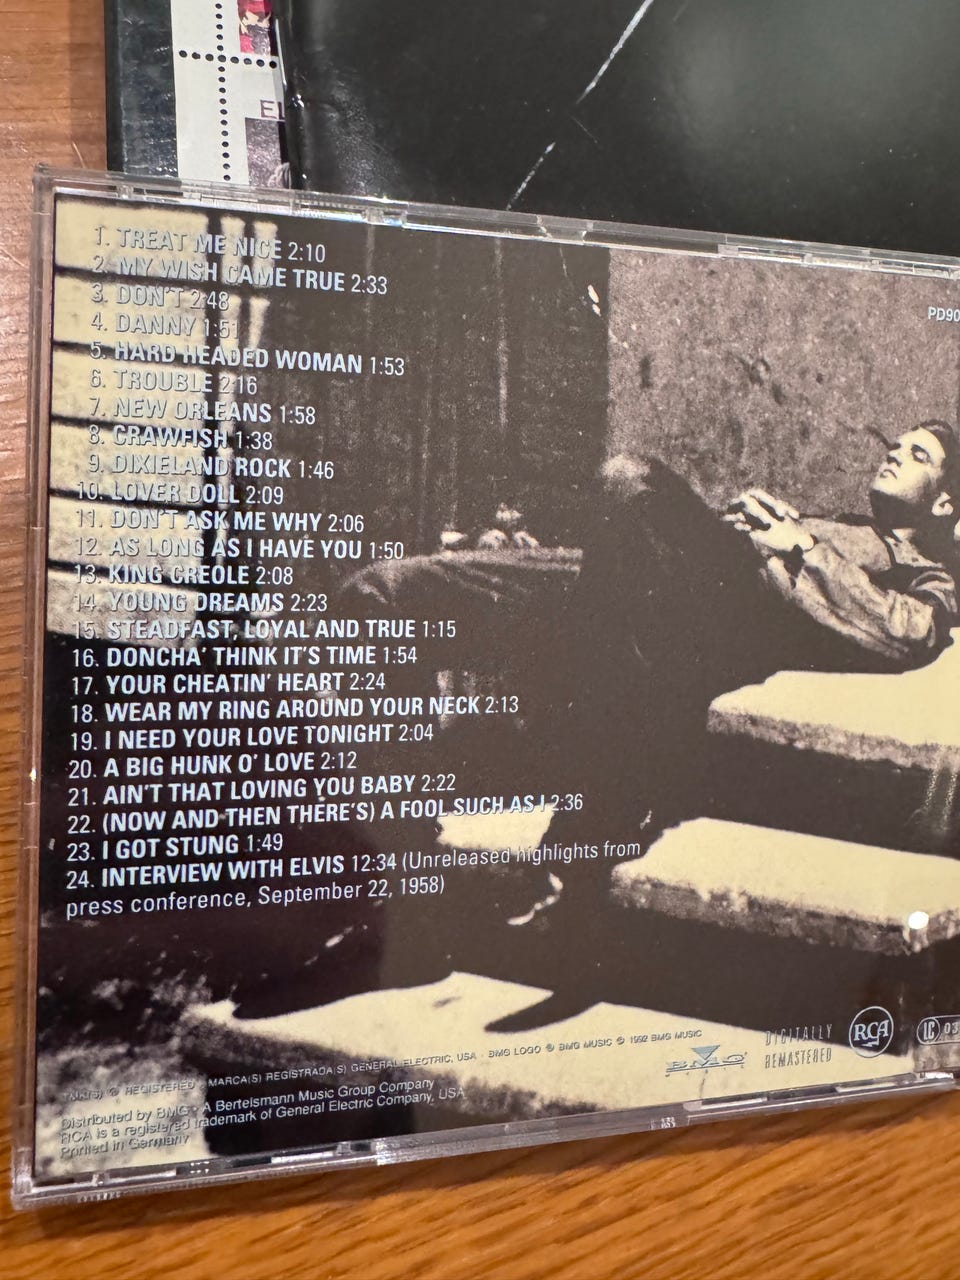 EL
1. TREAT ME NICE 2:10
2. MY WISH CAME TRUE 2:33
3. DON'T 2:48
4. DANNY 1:51
5. HARD HEADED WOMAN 1:53
6. TROUBLE 2:16
7. NEW ORLEANS 1:58
8. CRAWFISH 1:38
9. DIXIELAND ROCK 1:46
10. LOVER DOLL 2:09
11. DON'T ASK ME WHY 2:06
12. AS LONG AS I HAVE YOU 1:50
13. KING CREOLE 2:08
14. YOUNG DREAMS 2:23
15. STEADFAST, LOYAL AND TRUE 1:15
16. DONCHA' THINK IT'S TIME 1:54
17. YOUR CHEATIN' HEART 2:24
18. WEAR MY RING AROUND YOUR NECK 2:13
19. I NEED YOUR LOVE TONIGHT 2:04
20. A BIG HUNK O' LOVE 2:12
21. AIN'T THAT LOVING YOU BABY 2:22
22. (NOW AND THEN THERE'S) A FOOL SUCH AS I 2:36
23. I GOT STUNG 1:49
24. INTERVIEW WITH ELVIS 12:34 (Unreleased highlights from
press conference, September 22, 1958)
PD90
TMK(S) ® REGISTERED · MARCA(S) REGISTRADA(S) GENERAL ELECTRIC, USA · BMG LOGO ® BMG MUSIC © 1992 BMG MUSIC
Distributed by BMG · A Bertelsmann Music Group Company
RCA is a registered trademark of General Electric Company, USA
Printed in Germany
BMG
DIGITALLY
REMASTERED
RCA
LC 03